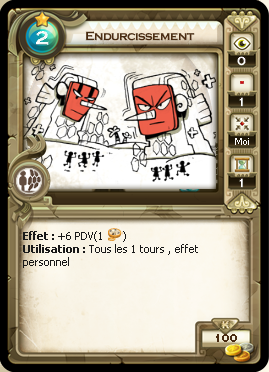 2
Endurcissement
0
1
Moi
1
Effet : +6 PDV(1 )
Utilisation : Tous les 1 tours , effet
personnel
K
100